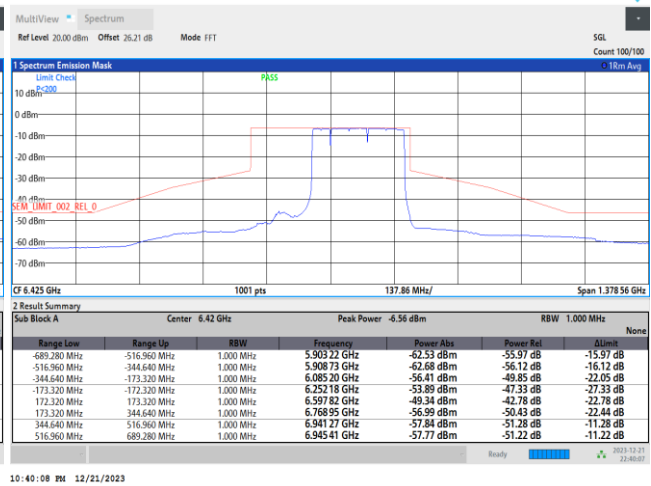 MultiView Spectrum
Ref Level 20.00 dBm Offset 26.21 dB Mode FFT SGL
Count 100/100
1 Spectrum Emission Mask 1Rm Avg
Limit Check PASS
P<200
10 dBm
0 dBm
-10 dBm
-20 dBm
-30 dBm
-40 dBm
SEM_LIMIT_002_REL_0
-50 dBm
-60 dBm
-70 dBm
CF 6.425 GHz 1001 pts 137.86 MHz/ Span 1.378 56 GHz
2 Result Summary
Sub Block A Center 6.42 GHz Peak Power -6.56 dBm RBW 1.000 MHz
None
Range Low Range Up RBW Frequency Power Abs Power Rel ΔLimit
-689.280 MHz -516.960 MHz 1.000 MHz 5.903 22 GHz -62.53 dBm -55.97 dB -15.97 dB
-516.960 MHz -344.640 MHz 1.000 MHz 5.908 73 GHz -62.68 dBm -56.12 dB -16.12 dB
-344.640 MHz -173.320 MHz 1.000 MHz 6.085 20 GHz -56.41 dBm -49.85 dB -22.05 dB
-173.320 MHz -172.320 MHz 1.000 MHz 6.252 18 GHz -53.89 dBm -47.33 dB -27.33 dB
172.320 MHz 173.320 MHz 1.000 MHz 6.597 82 GHz -49.34 dBm -42.78 dB -22.78 dB
173.320 MHz 344.640 MHz 1.000 MHz 6.768 95 GHz -56.99 dBm -50.43 dB -22.44 dB
344.640 MHz 516.960 MHz 1.000 MHz 6.941 27 GHz -57.84 dBm -51.28 dB -11.28 dB
516.960 MHz 689.280 MHz 1.000 MHz 6.945 41 GHz -57.77 dBm -51.22 dB -11.22 dB
Ready 2023-12-21
22:40:07
10:40:08 PM 12/21/2023